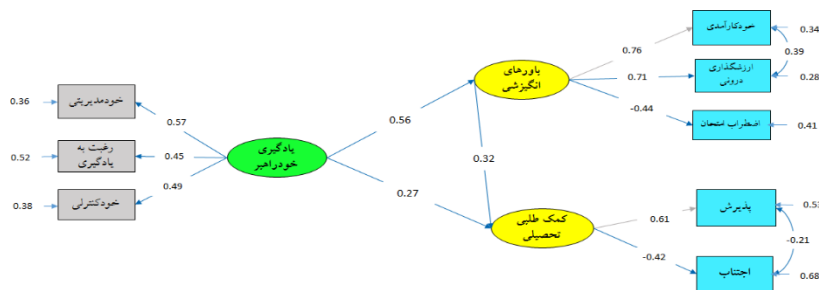 خودکارآمدی
0.34
0.76
0.39
باورهای
انگیزشی
0.71
ارزشگذاری
درونی
0.28
0.36
خودمدیریتی
-0.44
0.57
0.56
اضطراب امتحان
0.41
0.52
رغبت به
یادگیری
0.45
یادگیری
خودراهبر
0.32
0.38
خودکنترلی
0.49
0.27
پذیرش
0.53
0.61
کمک طلبی
تحصیلی
-0.21
-0.42
اجتناب
0.68